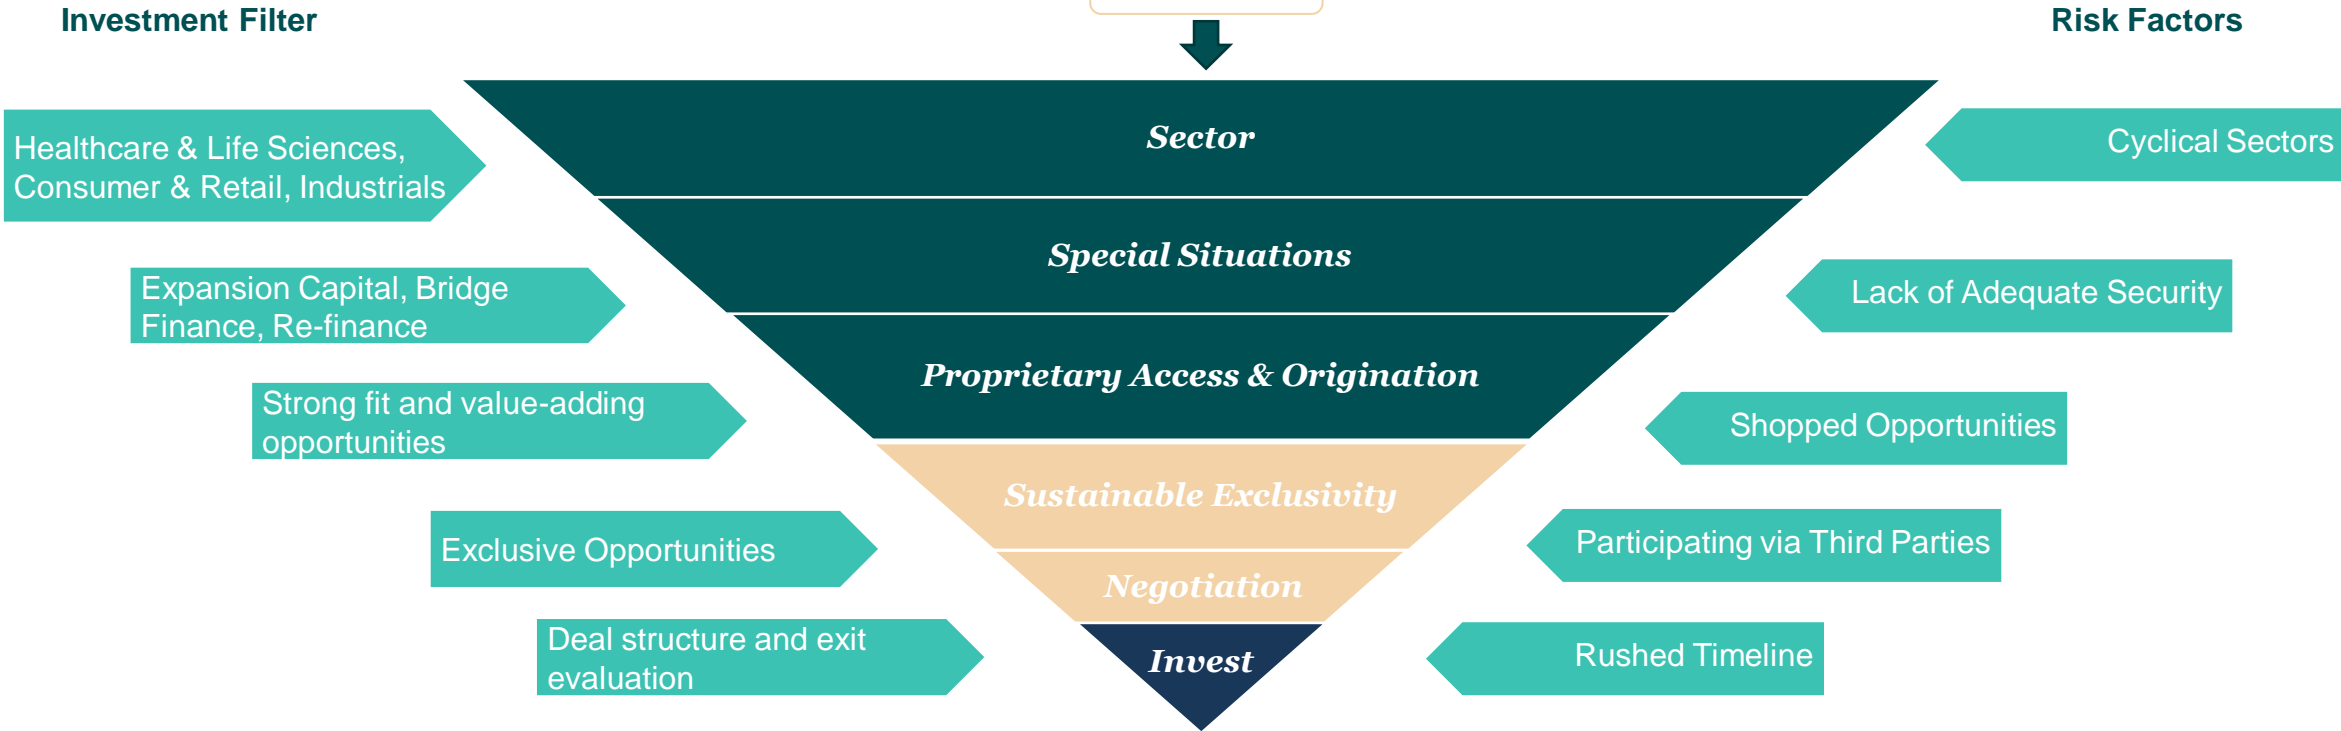 Investment Filter
Risk Factors
Sector
Healthcare & Life Sciences,
Consumer & Retail, Industrials
Cyclical Sectors
Special Situations
Expansion Capital, Bridge
Finance, Re-finance
Lack of Adequate Security
Proprietary Access & Origination
Strong fit and value-adding
opportunities
Shopped Opportunities
Sustainable Exclusivity
Exclusive Opportunities
Participating via Third Parties
Negotiation
Deal structure and exit
evaluation
Invest
Rushed Timeline